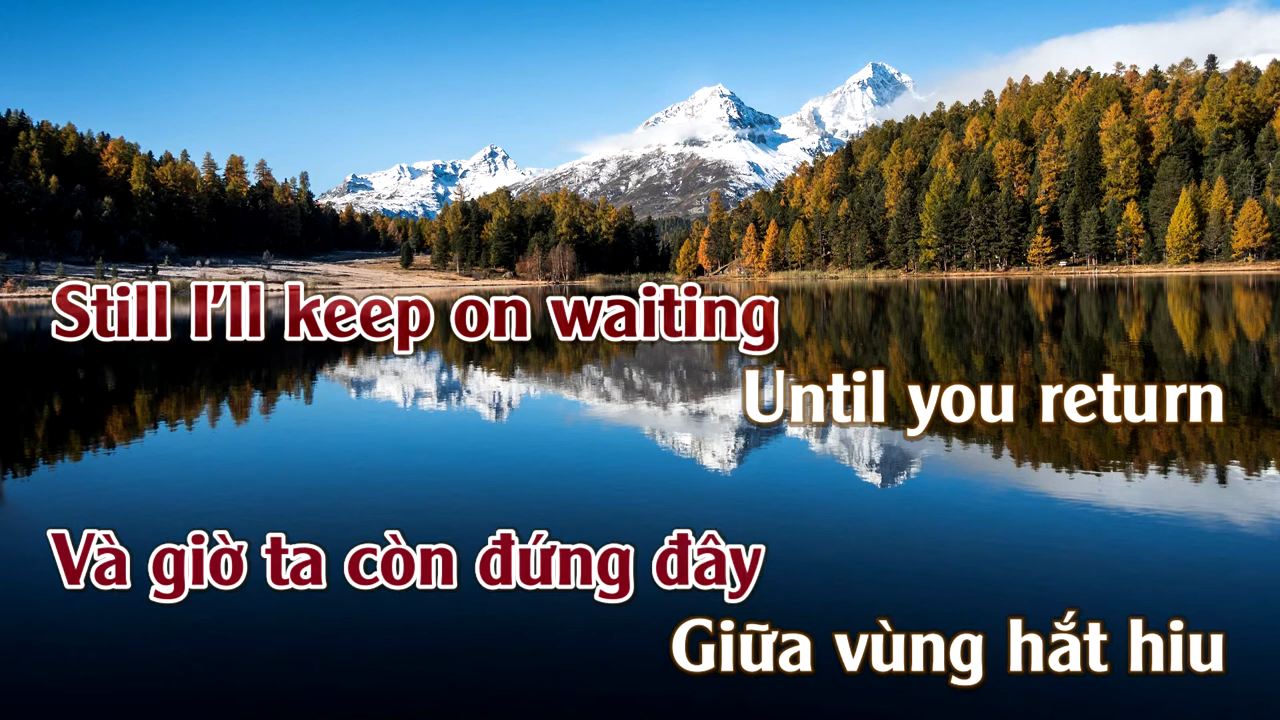 Still I'll keep on waiting
Until you return
Và giờ ta còn đứng đây
Giữa vùng hắt hiu